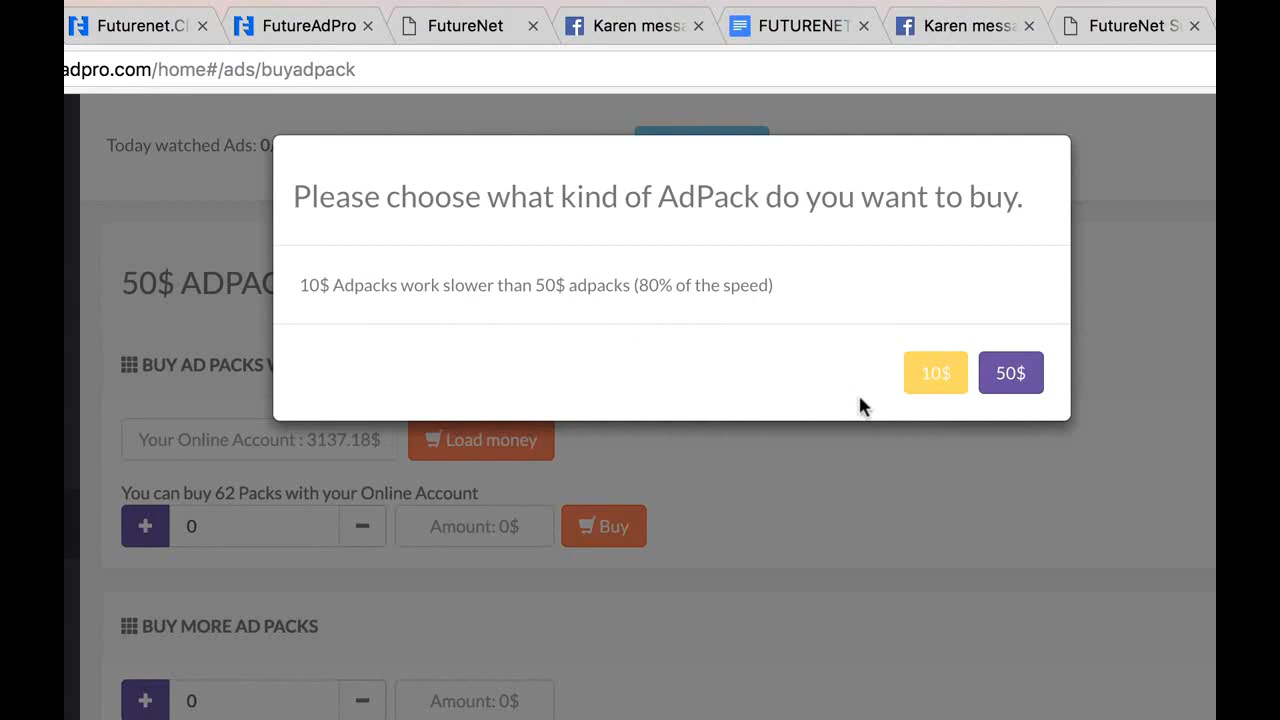 Futurenet.Cl
FutureAdPro
FutureNet
Karen messa
FUTURENET
Karen messa
FutureNet S
adpro.com/home#/ads/buyadpack
Today watched Ads: 0
Please choose what kind of AdPack do you want to buy.
50$ ADPAC
10$ Adpacks work slower than 50$ adpacks (80% of the speed)
BUY AD PACKS
10$
50$
Your Online Account : 3137.18$
Load money
You can buy 62 Packs with your Online Account
+ 0 −
Amount: 0$
Buy
BUY MORE AD PACKS
+ 0 −
Amount: 0$